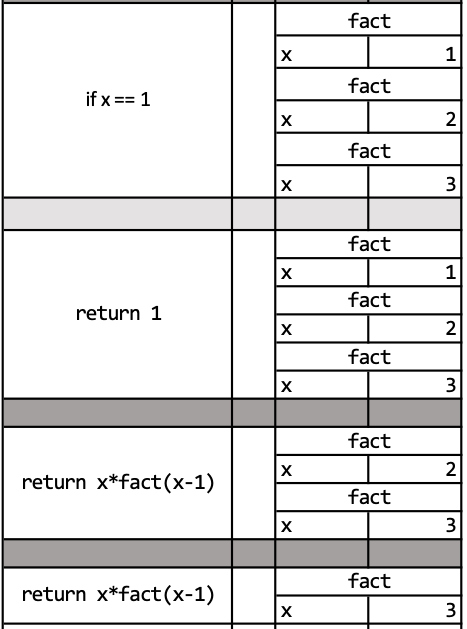 if x == 1
fact
x 1
fact
x 2
fact
x 3
return 1
fact
x 1
fact
x 2
fact
x 3
return x*fact(x-1)
fact
x 2
fact
x 3
return x*fact(x-1)
fact
x 3